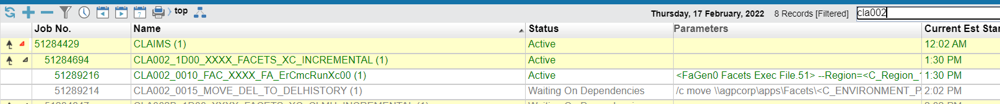 7 top Thursday, 17 February, 2022 8 Records [Filtered] cla002
Job No. Name Status Parameters Current Est Star
51284429 CLAIMS (1) Active 12:02 AM
51284694 CLA002_1D00_XXXX_FACETS_XC_INCREMENTAL (1) Active 1:30 PM
51289216 CLA002_0010_FAC_XXXX_FA_ErCmcRunXc00 (1) Active <FaGen0 Facets Exec File.51> --Region=<C_Region_1 1:30 PM
51289214 CLA002_0015_MOVE_DEL_TO_DELHISTORY (1) Waiting On Dependencies /c move \\agpcorp\apps\Facets\<C_ENVIRONMENT_P 2:02 PM